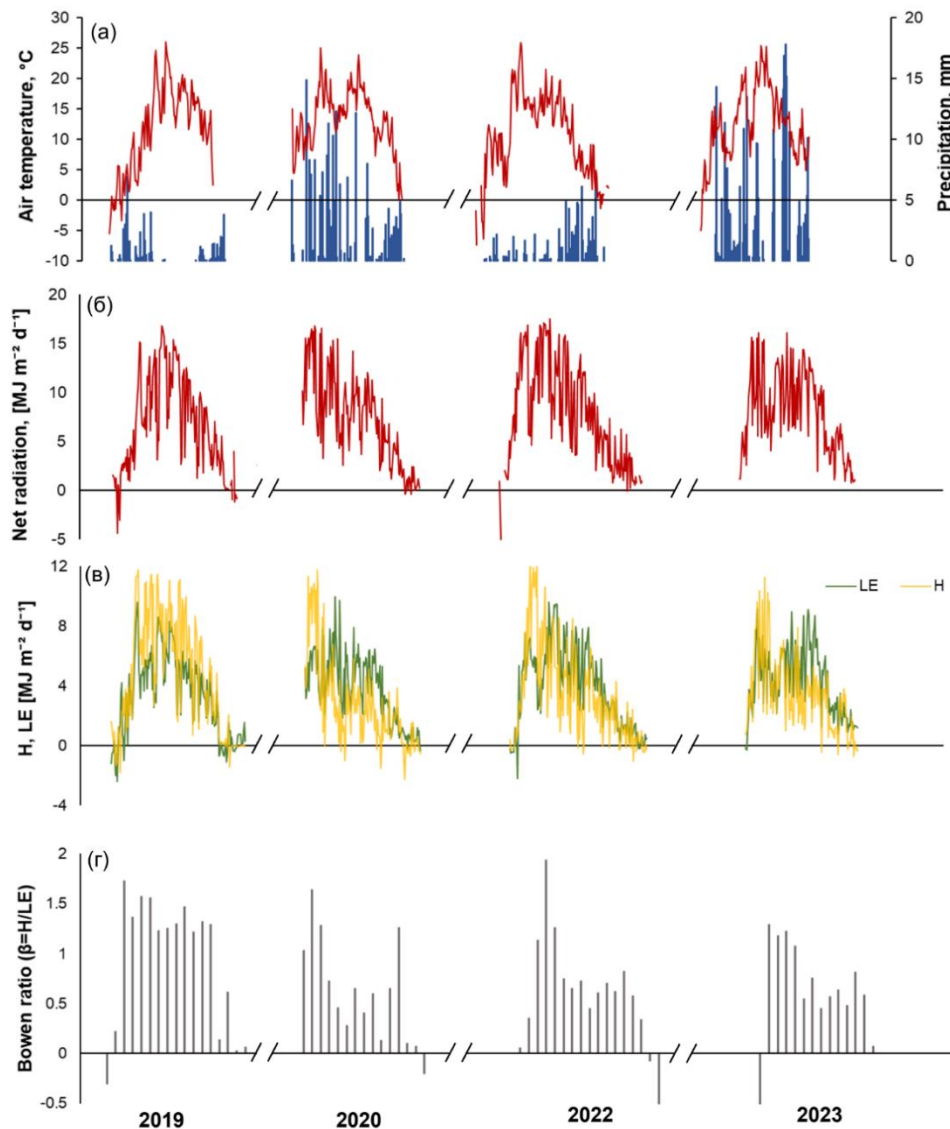 (а)
Air temperature, °C
30
25
20
15
10
5
0
-5
-10
Precipitation, mm
20
15
10
5
0
(б)
Net radiation, [MJ m⁻² d⁻¹]
20
15
10
5
0
-5
(в)
H, LE [MJ m⁻² d⁻¹]
12
8
4
0
-4
LE H
(г)
Bowen ratio (β=H/LE)
2
1.5
1
0.5
0
-0.5
2019 2020 2022 2023